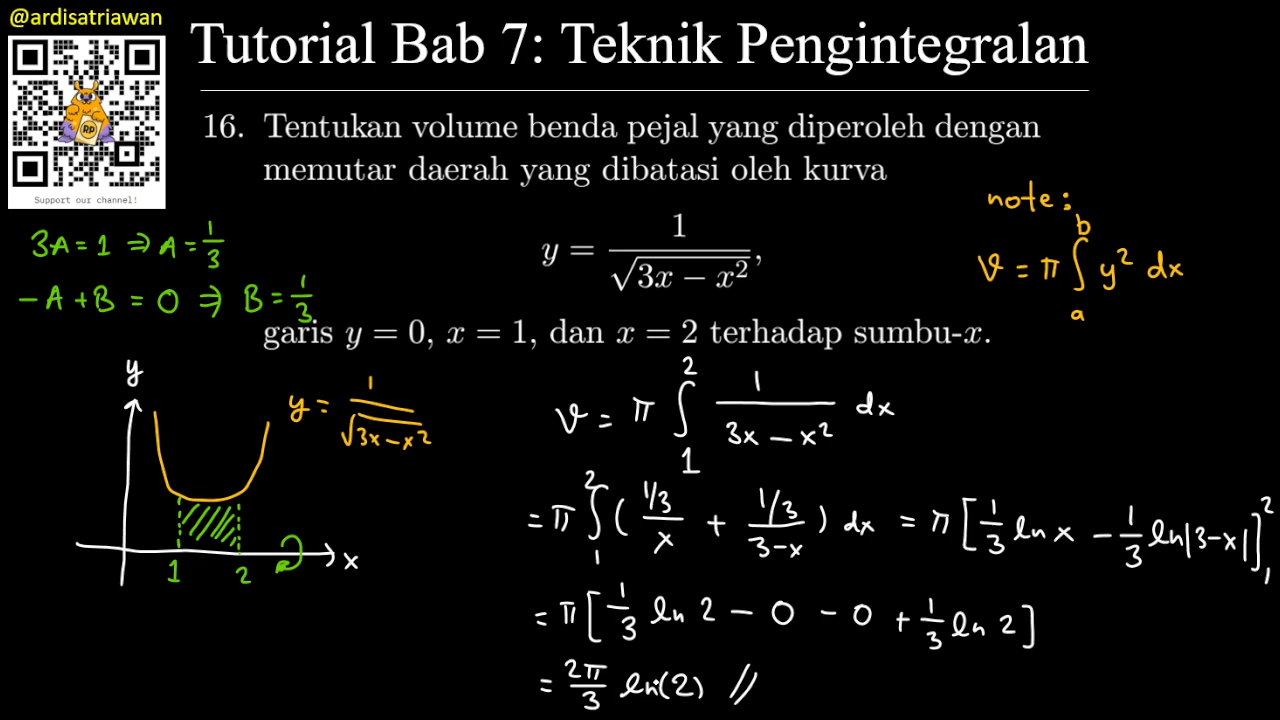 @ardisatriawan
Tutorial Bab 7: Teknik Pengintegralan
RP
Support our channel!
16. Tentukan volume benda pejal yang diperoleh dengan
memutar daerah yang dibatasi oleh kurva
y = 1/√(3x − x²),
garis y = 0, x = 1, dan x = 2 terhadap sumbu-x.
note:
V = π ∫_a^b y² dx
3A = 1 ⇒ A = 1/3
−A + B = 0 ⇒ B = 1/3
y
y = 1/√(3x − x²)
1 2 x
V = π ∫_1^2 1/(3x − x²) dx
= π ∫_1^2 ( (1/3)/x + (1/3)/(3−x) ) dx = π [ 1/3 ln x − 1/3 ln|3−x| ]_1^2
= π [ 1/3 ln 2 − 0 − 0 + 1/3 ln 2 ]
= 2π/3 ln(2) //